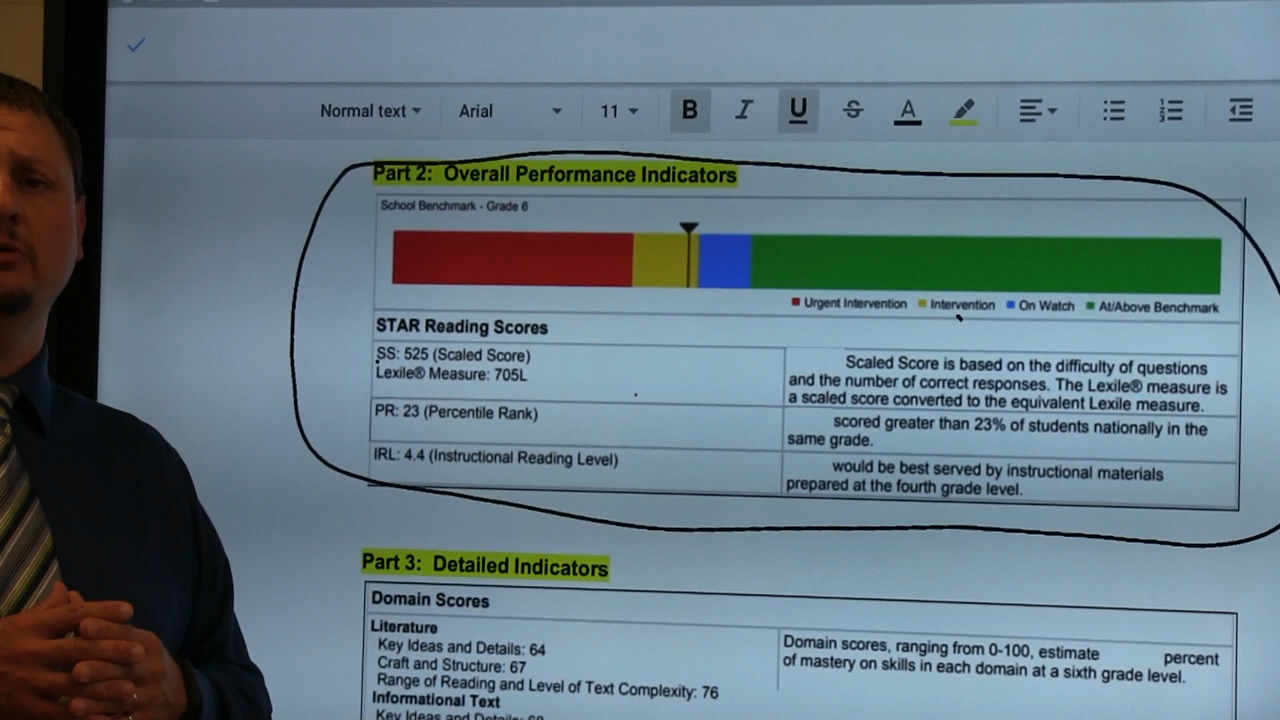 Normal text
Arial
11
B I U S A
Part 2: Overall Performance Indicators
School Benchmark - Grade 6
Urgent Intervention Intervention On Watch At/Above Benchmark
STAR Reading Scores
SS: 525 (Scaled Score)
Lexile® Measure: 705L
Scaled Score is based on the difficulty of questions
and the number of correct responses. The Lexile® measure is
a scaled score converted to the equivalent Lexile measure.
PR: 23 (Percentile Rank)
scored greater than 23% of students nationally in the
same grade.
IRL: 4.4 (Instructional Reading Level)
would be best served by instructional materials
prepared at the fourth grade level.
Part 3: Detailed Indicators
Domain Scores
Literature
Key Ideas and Details: 64
Craft and Structure: 67
Range of Reading and Level of Text Complexity: 76
Domain scores, ranging from 0-100, estimate percent
of mastery on skills in each domain at a sixth grade level.
Informational Text
Key Ideas and Details: